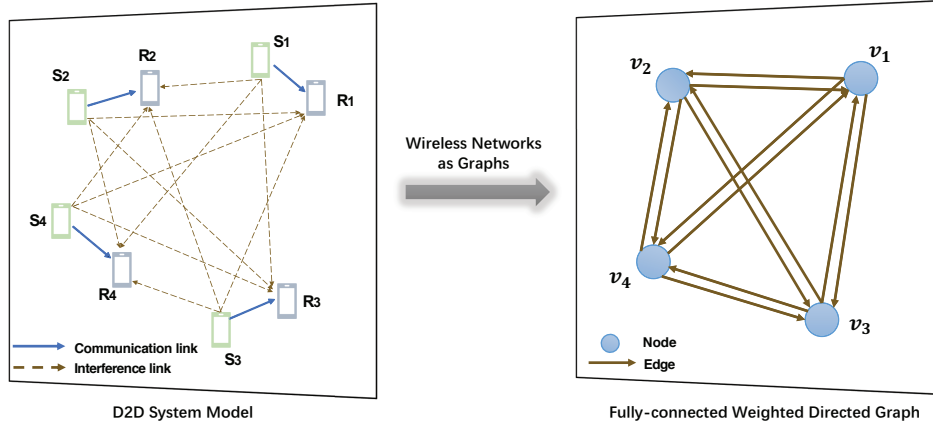 S1
R2
S2
R1
S4
R4
R3
S3
Communication link
Interference link
D2D System Model
Wireless Networks
as Graphs
v1
v2
v4
v3
Node
Edge
Fully-connected Weighted Directed Graph